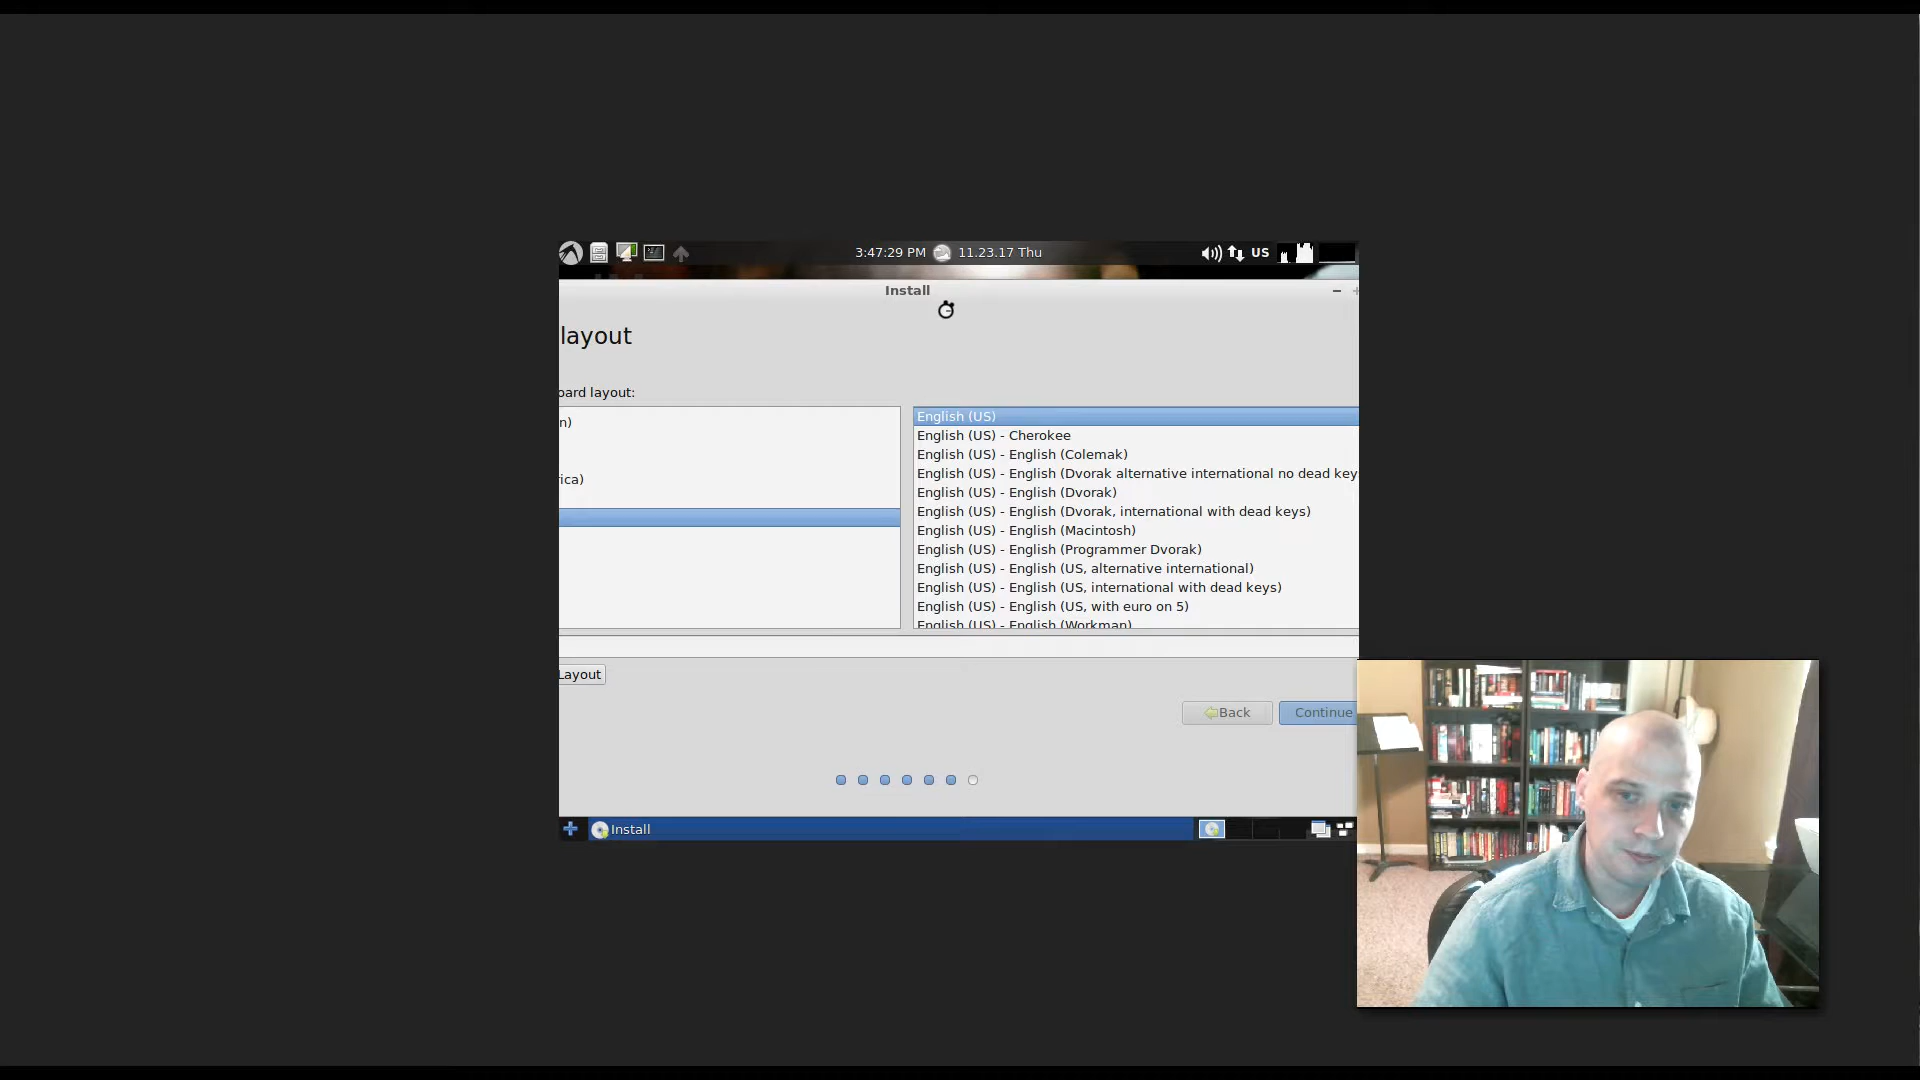 3:47:29 PM 11.23.17 Thu US
Install
layout
oard layout:
n)
rica)
English (US)
English (US) - Cherokee
English (US) - English (Colemak)
English (US) - English (Dvorak alternative international no dead key
English (US) - English (Dvorak)
English (US) - English (Dvorak, international with dead keys)
English (US) - English (Macintosh)
English (US) - English (Programmer Dvorak)
English (US) - English (US, alternative international)
English (US) - English (US, international with dead keys)
English (US) - English (US, with euro on 5)
English (US) - English (Workman)
Layout
Back
Continue
Install